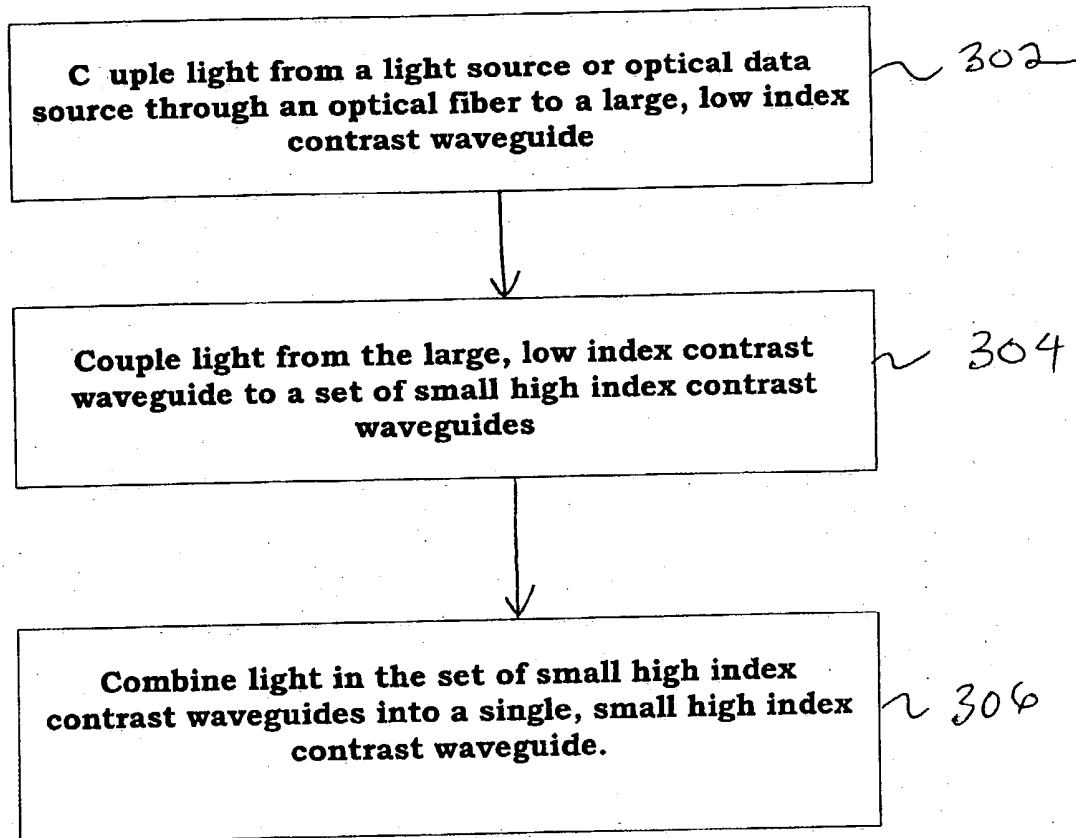 C uple light from a light source or optical data
source through an optical fiber to a large, low index
contrast waveguide
302
Couple light from the large, low index contrast
waveguide to a set of small high index contrast
waveguides
304
Combine light in the set of small high index
contrast waveguides into a single, small high index
contrast waveguide.
306